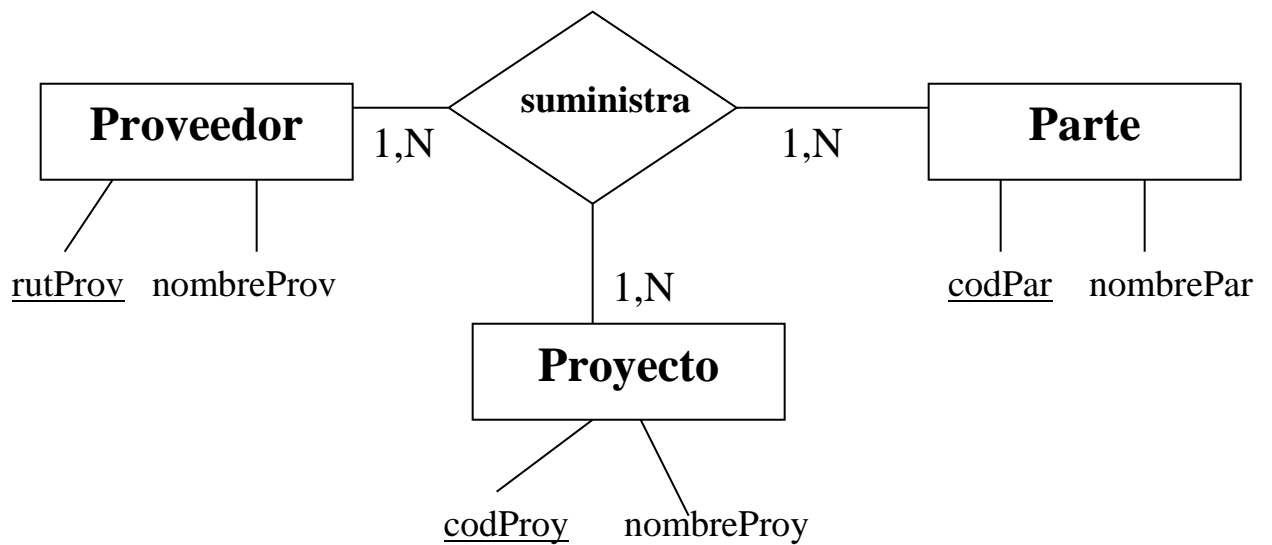 suministra
Proveedor
Parte
1,N
1,N
rutProv nombreProv
codPar nombrePar
1,N
Proyecto
codProy nombreProy